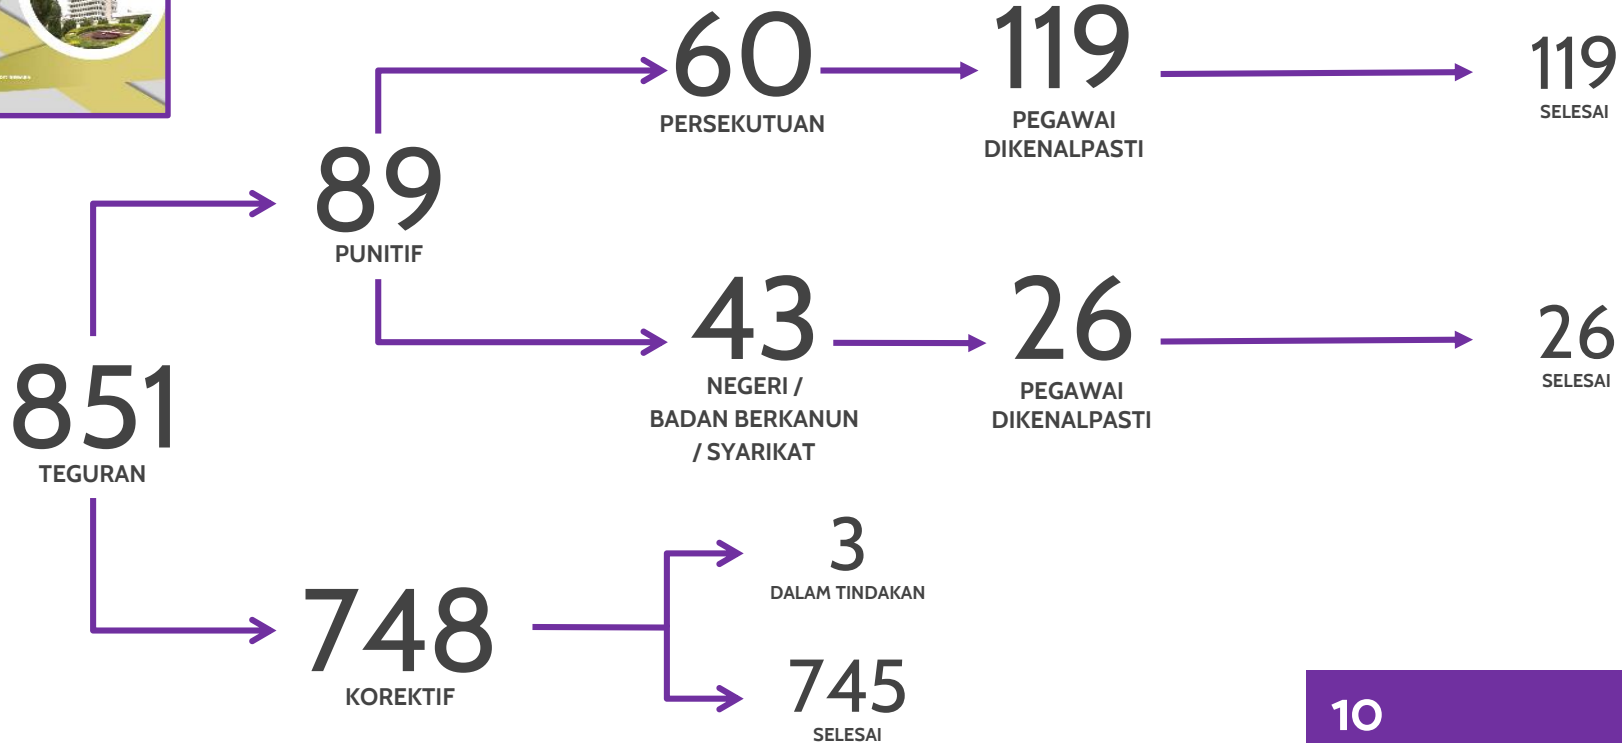 60
PERSEKUTUAN
119
PEGAWAI
DIKENALPASTI
119
SELESAI
89
PUNITIF
43
NEGERI /
BADAN BERKANUN
/ SYARIKAT
26
PEGAWAI
DIKENALPASTI
26
SELESAI
851
TEGURAN
3
DALAM TINDAKAN
748
KOREKTIF
745
SELESAI
10